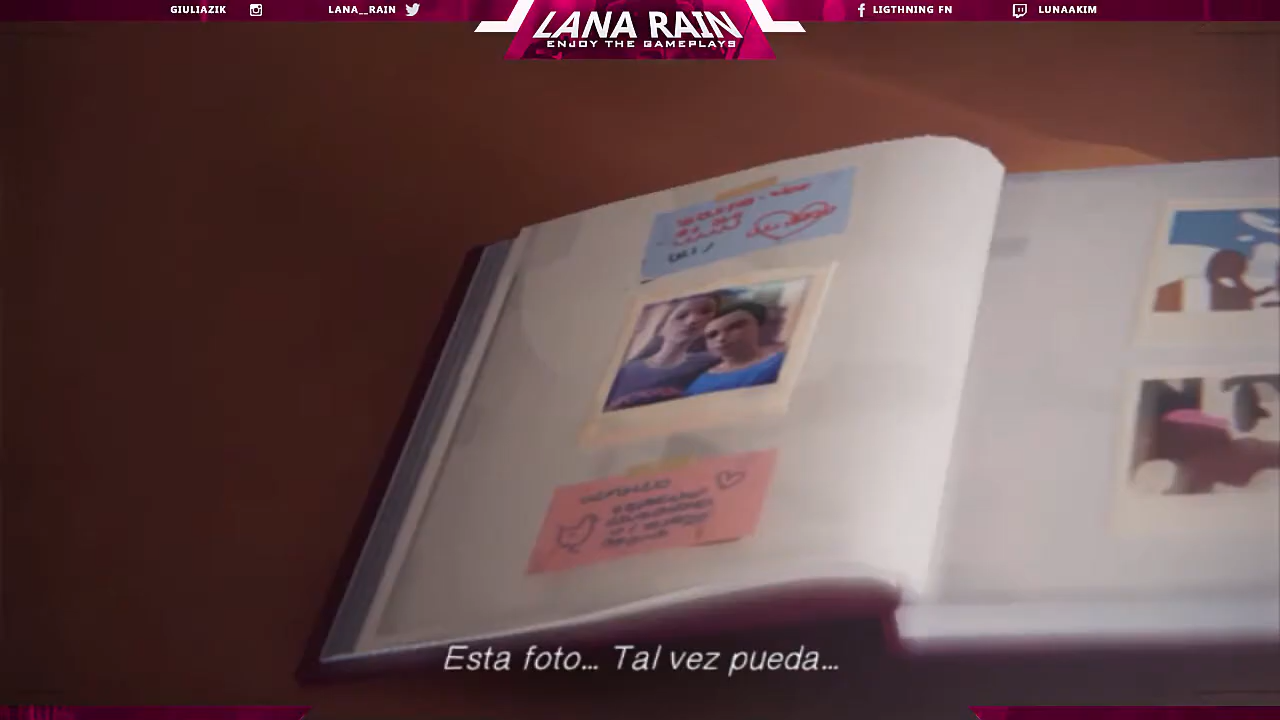 GIULIAZIK
LANA__RAIN
LANA RAIN
ENJOY THE GAMEPLAYS
LIGTHNING FN
LUNAAKIM
Esta foto... Tal vez pueda...